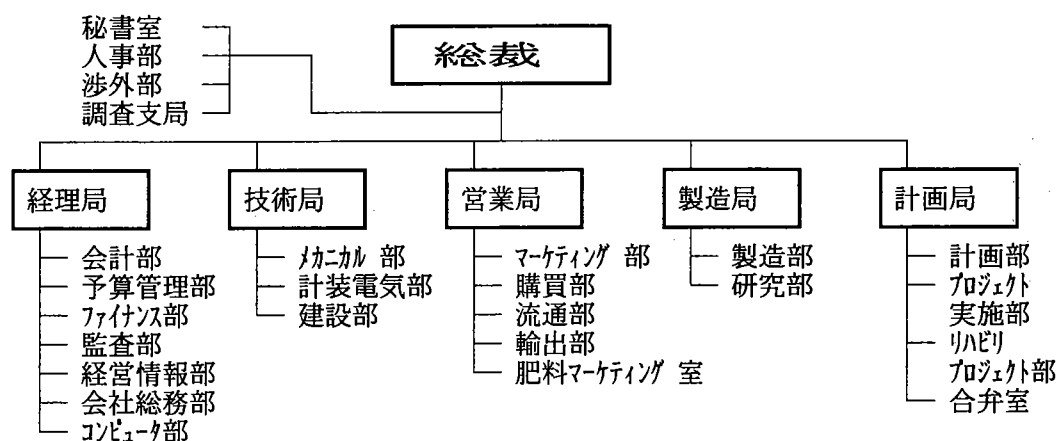 秘書室
人事部
渉外部
調査支局
総裁
経理局
会計部
予算管理部
ﾌｧｲﾅﾝｽ部
監査部
経営情報部
会社総務部
ｺﾝﾋﾟｭｰﾀ部
技術局
ﾒｶﾆｶﾙ 部
計装電気部
建設部
営業局
ﾏｰｹﾃｨﾝｸﾞ 部
購買部
流通部
輸出部
肥料ﾏｰｹﾃｨﾝｸﾞ 室
製造局
製造部
研究部
計画局
計画部
ﾌﾟﾛｼﾞｪｸﾄ
実施部
ﾘﾊﾋﾞﾘ
ﾌﾟﾛｼﾞｪｸﾄ部
合弁室